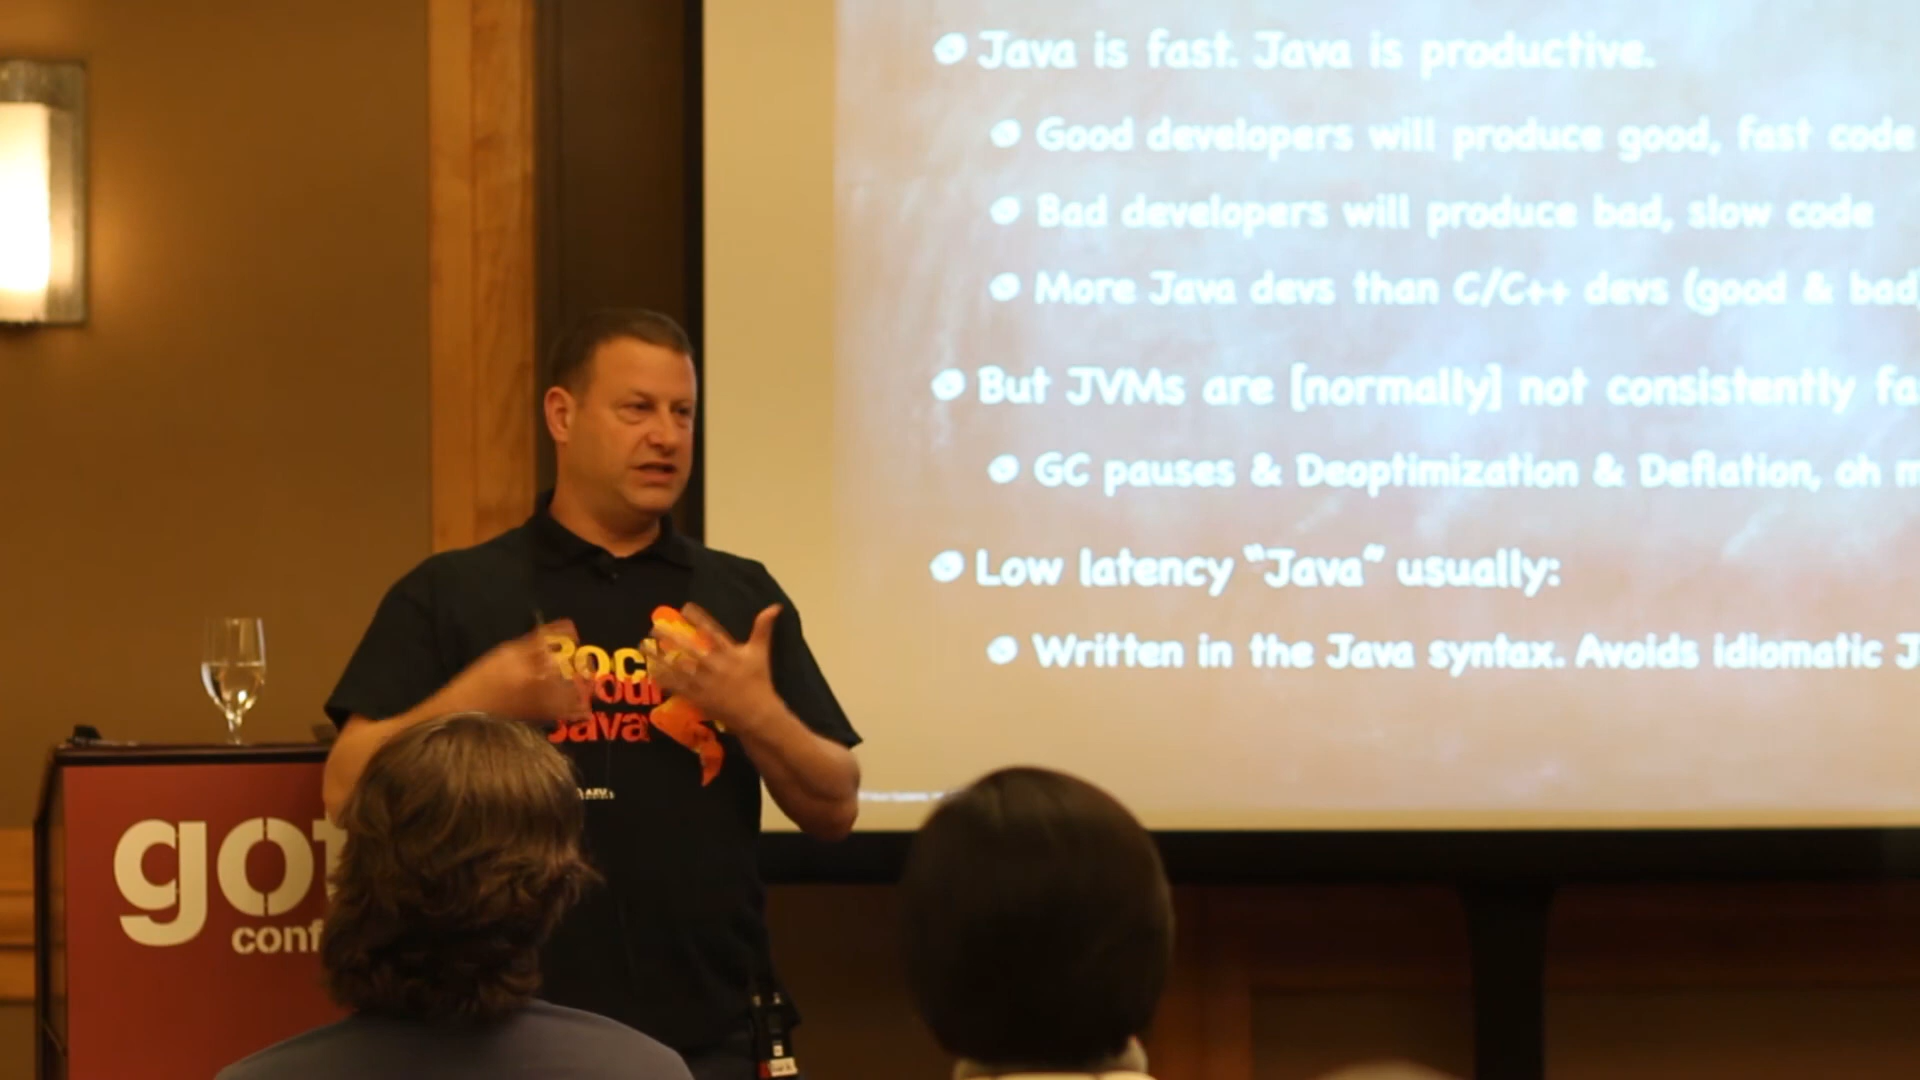 Java is fast. Java is productive.
Good developers will produce good, fast code
Bad developers will produce bad, slow code
More Java devs than C/C++ devs (good & bad)
But JVMs are [normally] not consistently fa
GC pauses & Deoptimization & Deflation, oh m
Low latency "Java" usually:
Written in the Java syntax. Avoids idiomatic J
Rock
your
Java
got
conf